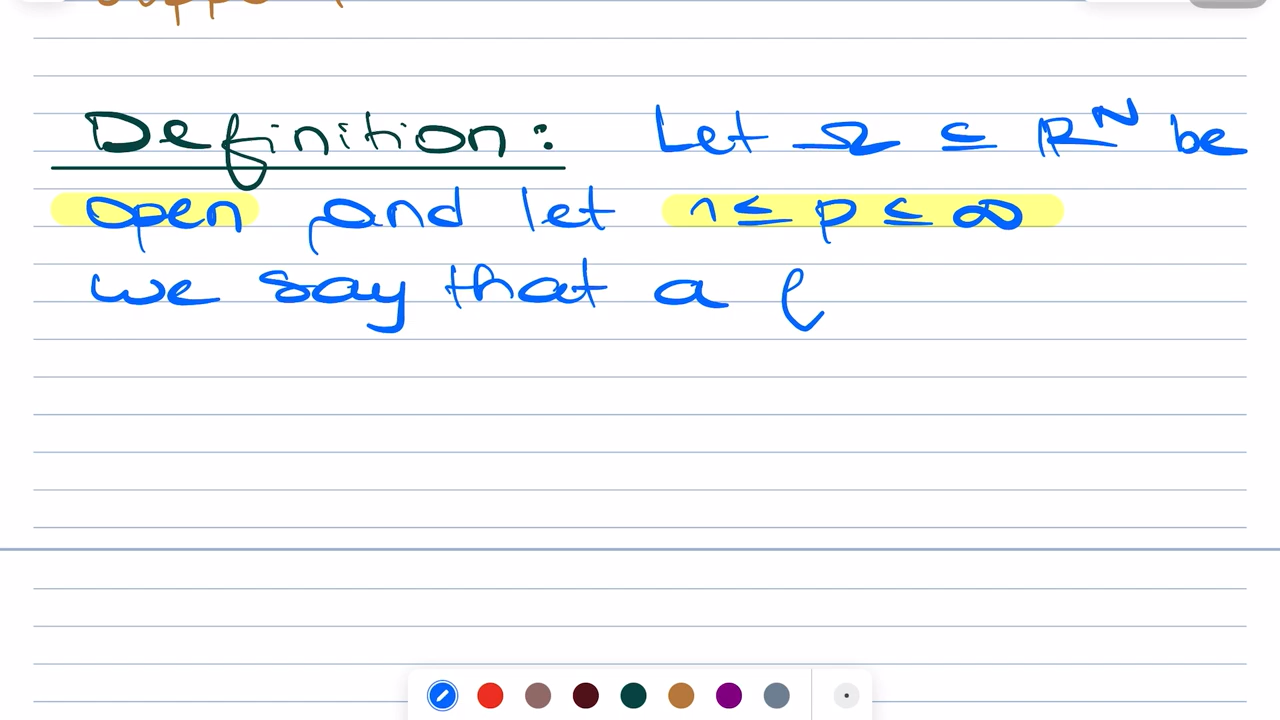 Definition: Let Ω ⊆ ℝᴺ be
open and let 1 ≤ p ≤ ∞
we say that a